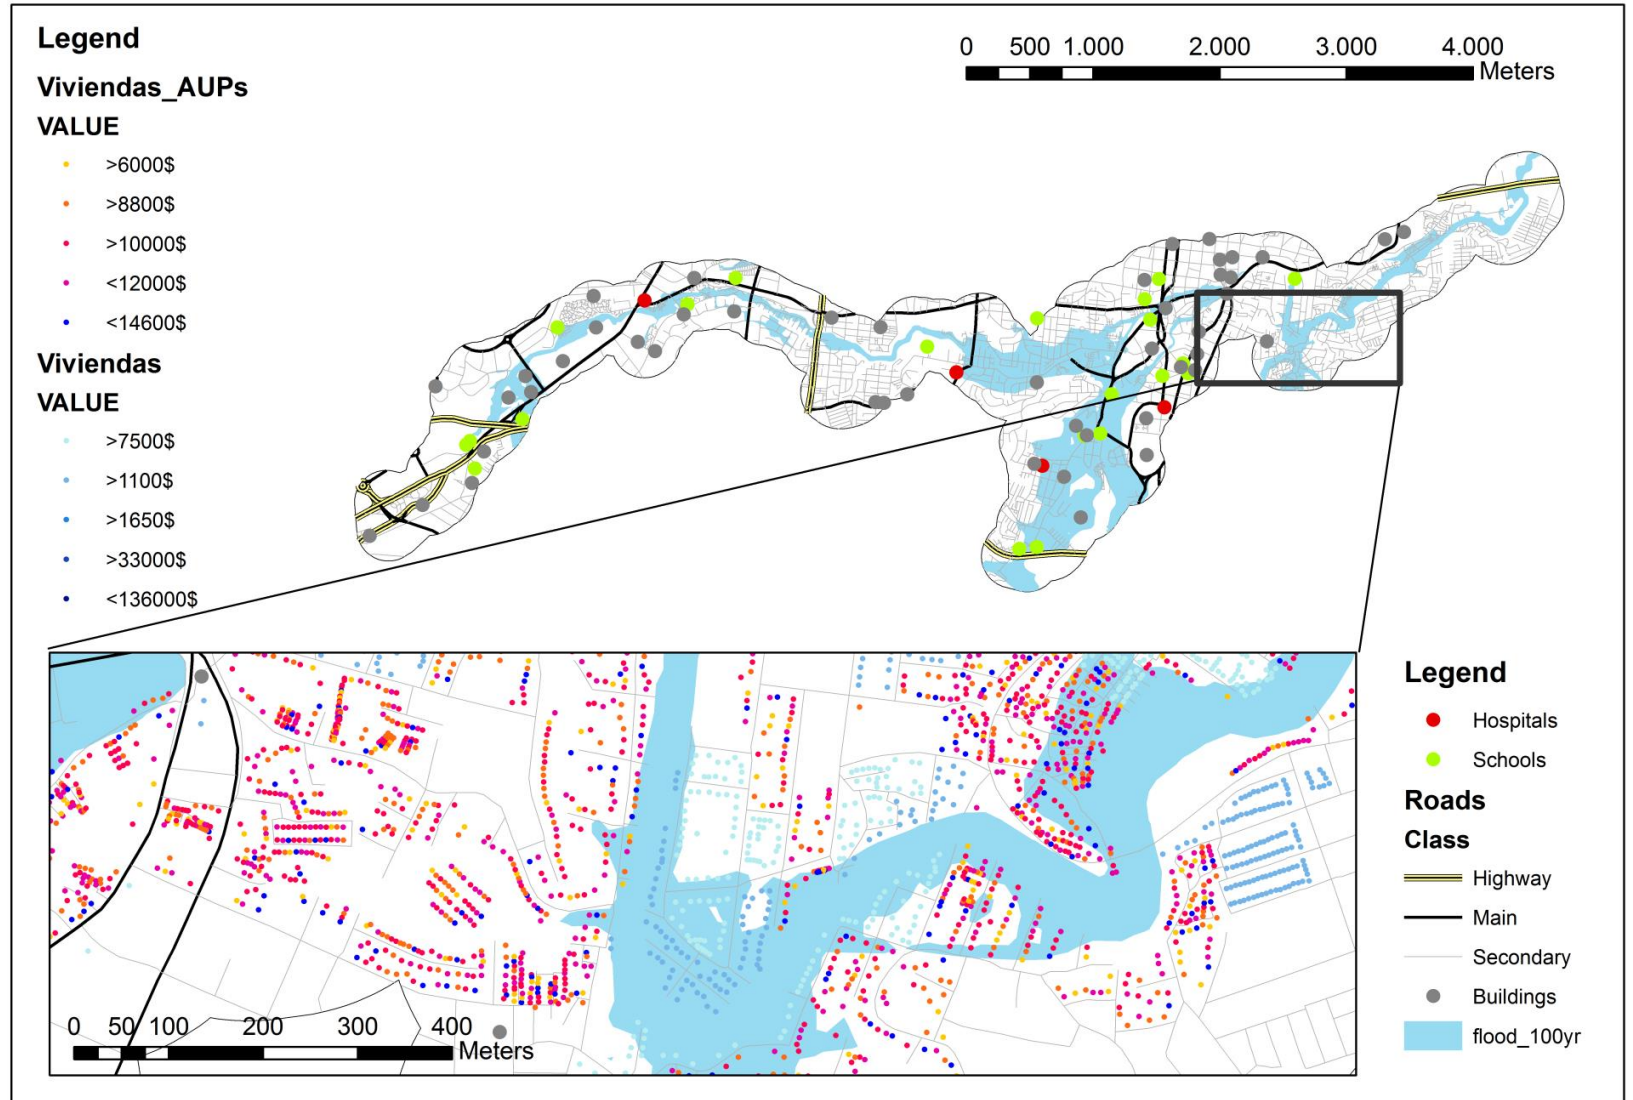 Legend
Viviendas_AUPs
VALUE
>6000$
>8800$
>10000$
<12000$
<14600$
Viviendas
VALUE
>7500$
>1100$
>1650$
>33000$
<136000$
0 500 1.000 2.000 3.000 4.000
Meters
Legend
Hospitals
Schools
Roads
Class
Highway
Main
Secondary
Buildings
flood_100yr
0 50 100 200 300 400
Meters